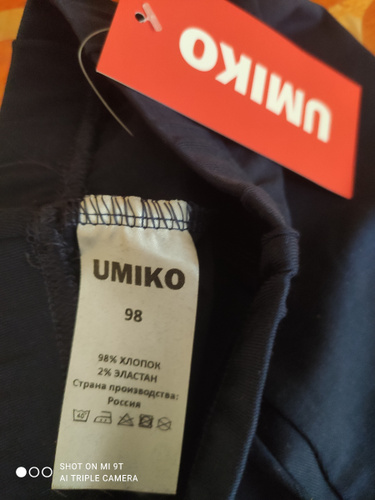 UMIKO
UMIKO
98
98% ХЛОПОК
2% ЭЛАСТАН
Страна производства:
Россия
40
SHOT ON MI 9T
AI TRIPLE CAMERA